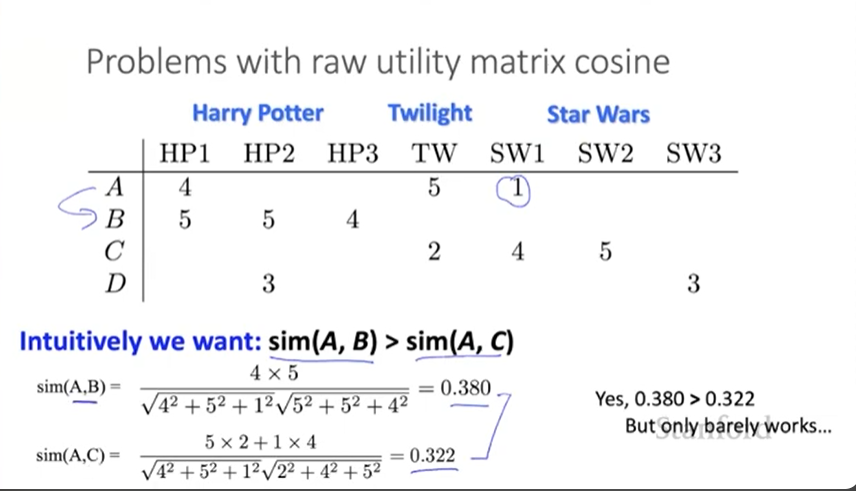 Problems with raw utility matrix cosine
Harry Potter Twilight Star Wars
HP1 HP2 HP3 TW SW1 SW2 SW3
A 4 5 1
B 5 5 4
C 2 4 5
D 3 3
Intuitively we want: sim(A, B) > sim(A, C)
sim(A,B) = 4 × 5 / √4² + 5² + 1² √5² + 5² + 4² = 0.380
Yes, 0.380 > 0.322
But only barely works...
Stanford
sim(A,C) = 5 × 2 + 1 × 4 / √4² + 5² + 1² √2² + 4² + 5² = 0.322